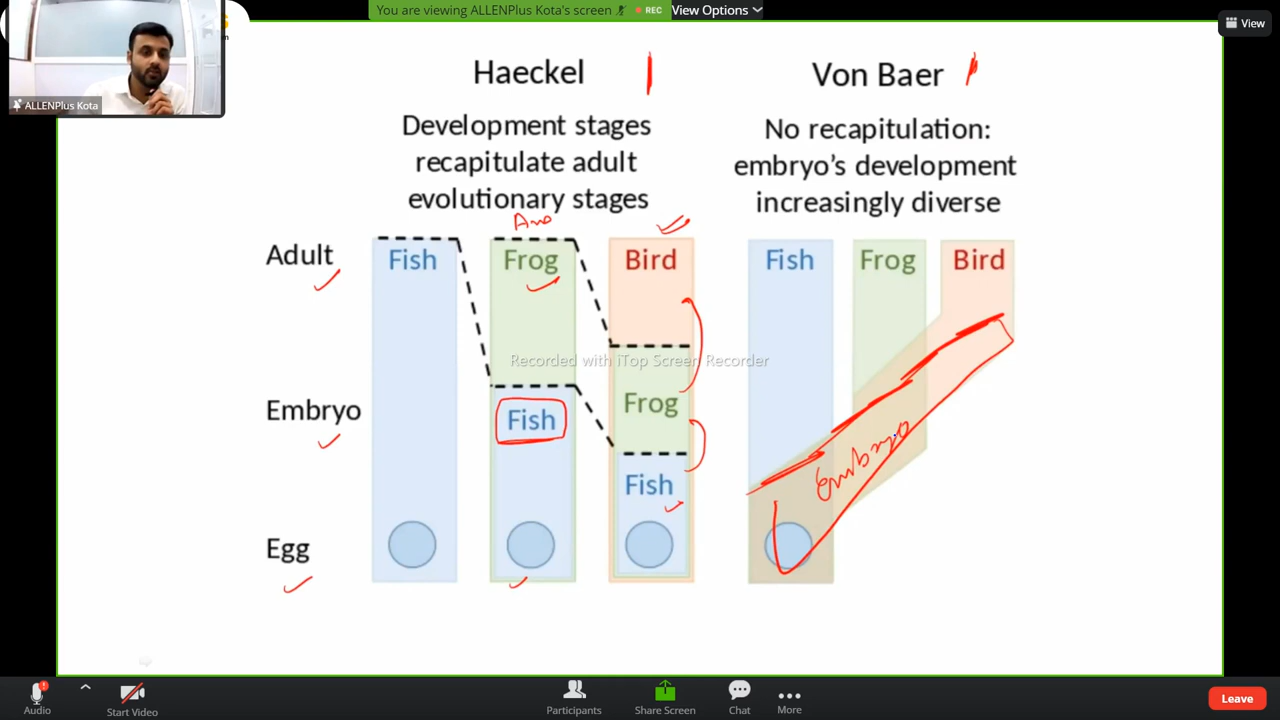 You are viewing ALLENPlus Kota's screen
REC
View Options
View
ALLENPlus Kota
Haeckel
Von Baer
Development stages
recapitulate adult
evolutionary stages
No recapitulation:
embryo's development
increasingly diverse
Adult
Fish
Frog
Bird
Fish
Frog
Bird
Recorded with iTop Screen Recorder
Embryo
Fish
Frog
Embryo
Fish
Egg
Audio
Start Video
Participants
Share Screen
Chat
More
Leave